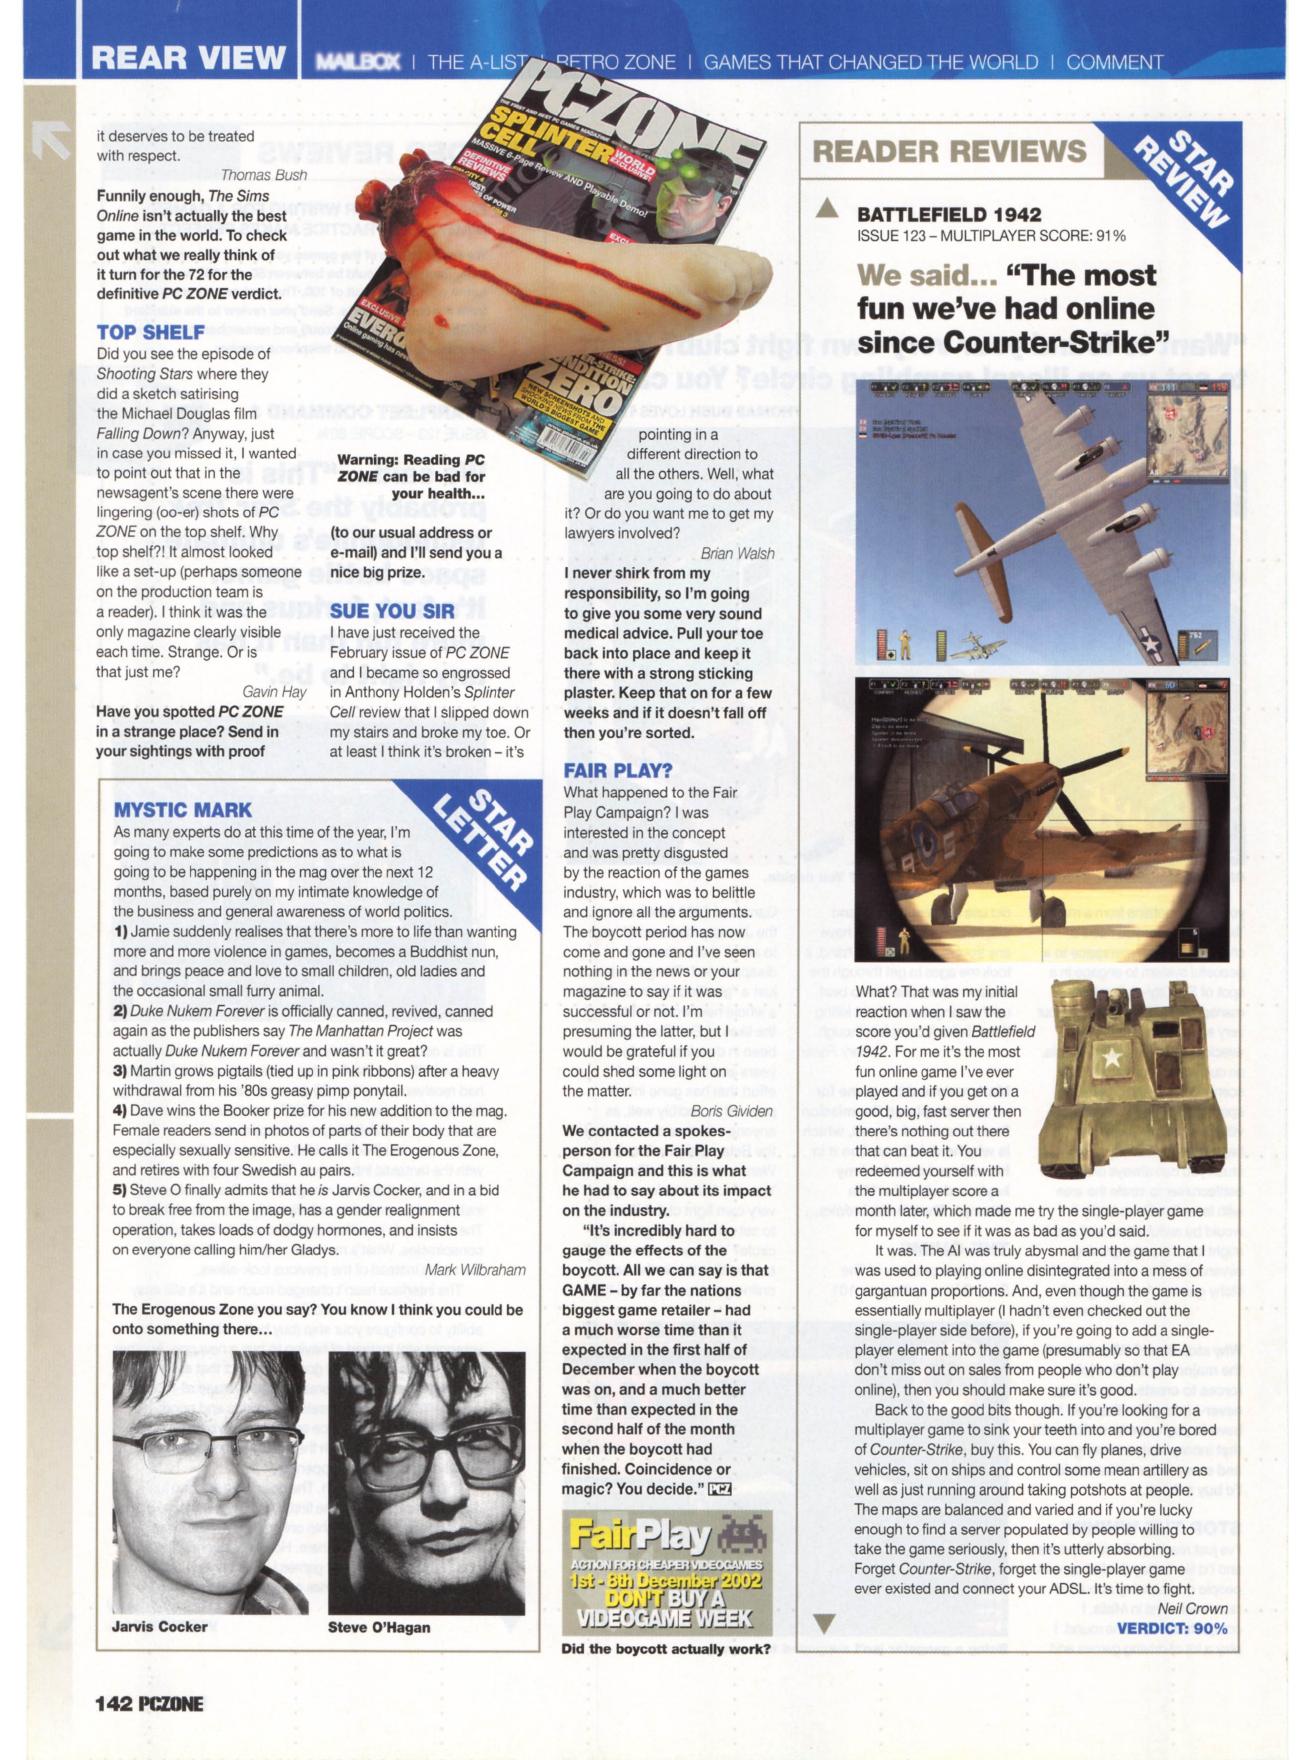 REAR VIEW
MAILBOX | THE A-LIST | RETRO ZONE | GAMES THAT CHANGED THE WORLD | COMMENT
it deserves to be treated
with respect.
Thomas Bush
Funnily enough, The Sims
Online isn't actually the best
game in the world. To check
out what we really think of
it turn for the 72 for the
definitive PC ZONE verdict.
TOP SHELF
Did you see the episode of
Shooting Stars where they
did a sketch satirising
the Michael Douglas film
Falling Down? Anyway, just
in case you missed it, I wanted
to point out that in the
newsagent's scene there were
lingering (oo-er) shots of PC
ZONE on the top shelf. Why
top shelf?! It almost looked
like a set-up (perhaps someone
on the production team is
a reader). I think it was the
only magazine clearly visible
each time. Strange. Or is
that just me?
Gavin Hay
Have you spotted PC ZONE
in a strange place? Send in
your sightings with proof
PCZONE
THE FIRST AND BEST PC GAMES MAGAZINE
SPLINTER
CELL
WORLD
EXCLUSIVE!
MASSIVE 6-Page Review AND Playable Demo!
DEFINITIVE
REVIEWS
EXCLUSIVE
CONDITION
ZERO
NEW SCREENSHOTS AND
SHOCKING NEWS FROM THE
WORLD'S BIGGEST GAME
Warning: Reading PC
ZONE can be bad for
your health...
(to our usual address or
e-mail) and I'll send you a
nice big prize.
SUE YOU SIR
I have just received the
February issue of PC ZONE
and I became so engrossed
in Anthony Holden's Splinter
Cell review that I slipped down
my stairs and broke my toe. Or
at least I think it's broken – it's
pointing in a
different direction to
all the others. Well, what
are you going to do about
it? Or do you want me to get my
lawyers involved?
Brian Walsh
I never shirk from my
responsibility, so I'm going
to give you some very sound
medical advice. Pull your toe
back into place and keep it
there with a strong sticking
plaster. Keep that on for a few
weeks and if it doesn't fall off
then you're sorted.
FAIR PLAY?
What happened to the Fair
Play Campaign? I was
interested in the concept
and was pretty disgusted
by the reaction of the games
industry, which was to belittle
and ignore all the arguments.
The boycott period has now
come and gone and I've seen
nothing in the news or your
magazine to say if it was
successful or not. I'm
presuming the latter, but I
would be grateful if you
could shed some light on
the matter.
Boris Gividen
We contacted a spokes-
person for the Fair Play
Campaign and this is what
he had to say about its impact
on the industry.
"It's incredibly hard to
gauge the effects of the
boycott. All we can say is that
GAME – by far the nations
biggest game retailer – had
a much worse time than it
expected in the first half of
December when the boycott
was on, and a much better
time than expected in the
second half of the month
when the boycott had
finished. Coincidence or
magic? You decide." PCZ
FairPlay
ACTION FOR CHEAPER VIDEOGAMES
1st - 8th December 2002
DON'T BUY A
VIDEOGAME WEEK
Did the boycott actually work?
STAR
LETTER
MYSTIC MARK
As many experts do at this time of the year, I'm
going to make some predictions as to what is
going to be happening in the mag over the next 12
months, based purely on my intimate knowledge of
the business and general awareness of world politics.
1) Jamie suddenly realises that there's more to life than wanting
more and more violence in games, becomes a Buddhist nun,
and brings peace and love to small children, old ladies and
the occasional small furry animal.
2) Duke Nukem Forever is officially canned, revived, canned
again as the publishers say The Manhattan Project was
actually Duke Nukem Forever and wasn't it great?
3) Martin grows pigtails (tied up in pink ribbons) after a heavy
withdrawal from his '80s greasy pimp ponytail.
4) Dave wins the Booker prize for his new addition to the mag.
Female readers send in photos of parts of their body that are
especially sexually sensitive. He calls it The Erogenous Zone,
and retires with four Swedish au pairs.
5) Steve O finally admits that he is Jarvis Cocker, and in a bid
to break free from the image, has a gender realignment
operation, takes loads of dodgy hormones, and insists
on everyone calling him/her Gladys.
Mark Wilbraham
The Erogenous Zone you say? You know I think you could be
onto something there...
Jarvis Cocker
Steve O'Hagan
READER REVIEWS
STAR
REVIEW
BATTLEFIELD 1942
ISSUE 123 – MULTIPLAYER SCORE: 91%
We said... "The most
fun we've had online
since Counter-Strike"
What? That was my initial
reaction when I saw the
score you'd given Battlefield
1942. For me it's the most
fun online game I've ever
played and if you get on a
good, big, fast server then
there's nothing out there
that can beat it. You
redeemed yourself with
the multiplayer score a
month later, which made me try the single-player game
for myself to see if it was as bad as you'd said.
It was. The AI was truly abysmal and the game that I
was used to playing online disintegrated into a mess of
gargantuan proportions. And, even though the game is
essentially multiplayer (I hadn't even checked out the
single-player side before), if you're going to add a single-
player element into the game (presumably so that EA
don't miss out on sales from people who don't play
online), then you should make sure it's good.
Back to the good bits though. If you're looking for a
multiplayer game to sink your teeth into and you're bored
of Counter-Strike, buy this. You can fly planes, drive
vehicles, sit on ships and control some mean artillery as
well as just running around taking potshots at people.
The maps are balanced and varied and if you're lucky
enough to find a server populated by people willing to
take the game seriously, then it's utterly absorbing.
Forget Counter-Strike, forget the single-player game
ever existed and connect your ADSL. It's time to fight.
Neil Crown
VERDICT: 90%
142 PCZONE